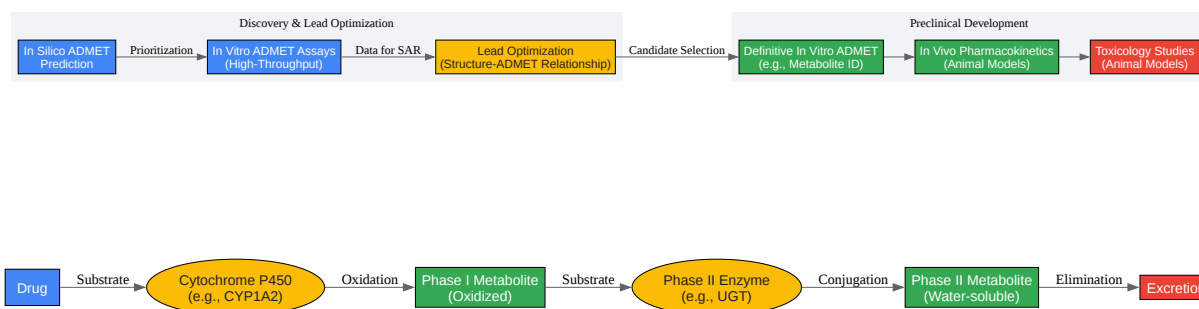 Discovery & Lead Optimization
Preclinical Development
In Silico ADMET
Prediction
Prioritization
In Vitro ADMET Assays
(High-Throughput)
Data for SAR
Lead Optimization
(Structure-ADMET Relationship)
Candidate Selection
Definitive In Vitro ADMET
(e.g., Metabolite ID)
In Vivo Pharmacokinetics
(Animal Models)
Toxicology Studies
(Animal Models)
Drug
Substrate
Cytochrome P450
(e.g., CYP1A2)
Oxidation
Phase I Metabolite
(Oxidized)
Substrate
Phase II Enzyme
(e.g., UGT)
Conjugation
Phase II Metabolite
(Water-soluble)
Elimination
Excretion